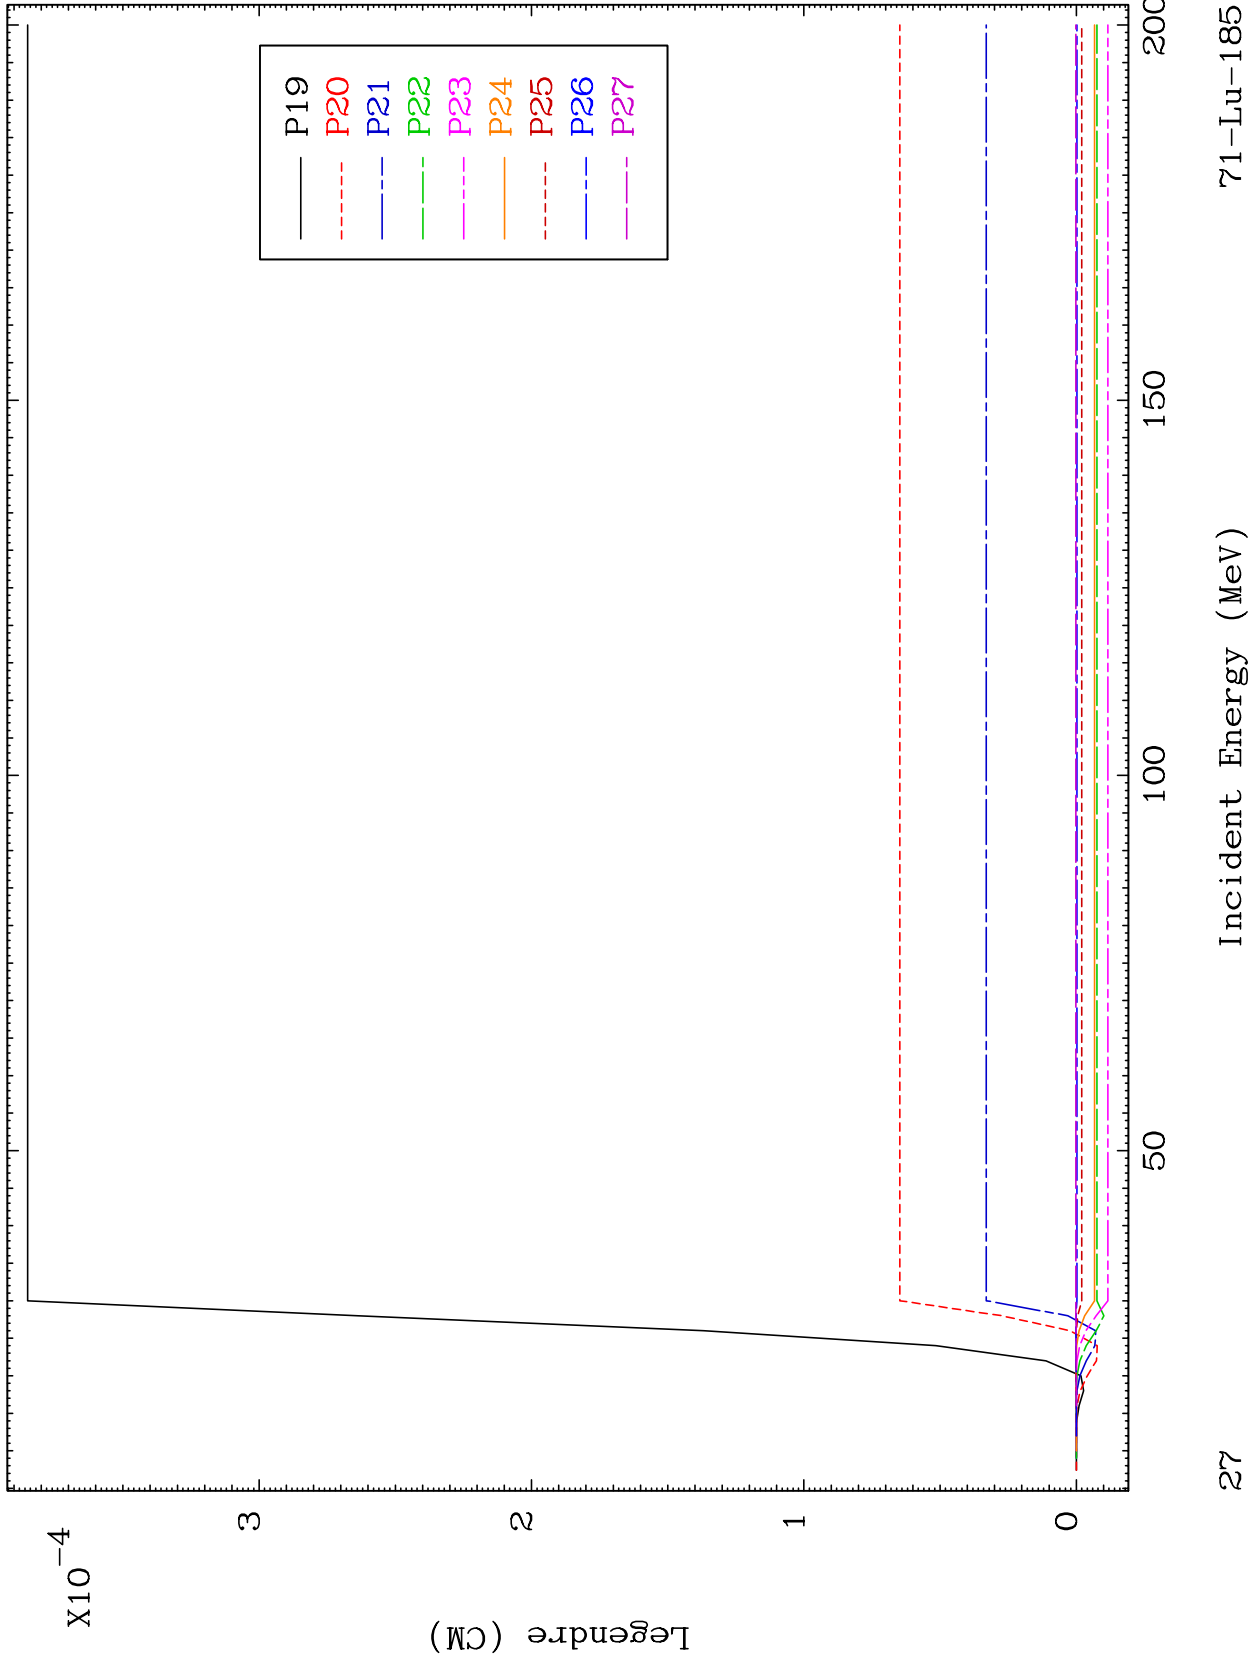 X10-4
Legendre (CM)
3
2
1
0
P19
P20
P21
P22
P23
P24
P25
P26
P27
50
100
150
200
Incident Energy (MeV)
27
71-Lu-185